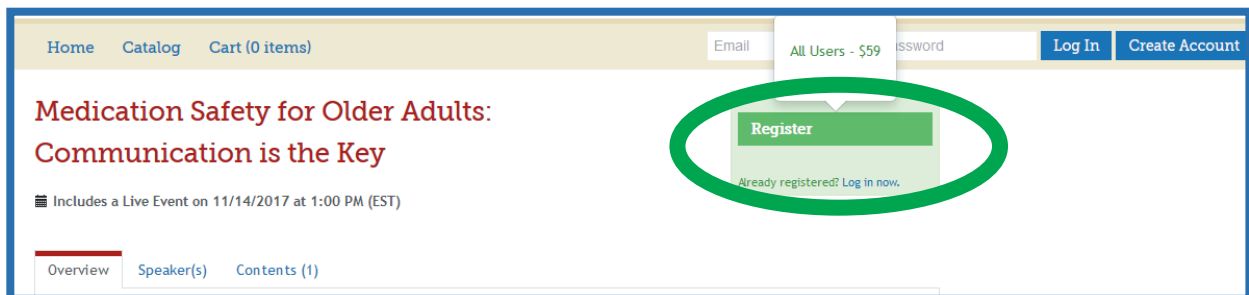 Home Catalog Cart (0 items) Email ssword Log In Create Account
All Users - $59
Medication Safety for Older Adults:
Communication is the Key
Register
Already registered? Log in now.
Includes a Live Event on 11/14/2017 at 1:00 PM (EST)
Overview Speaker(s) Contents (1)